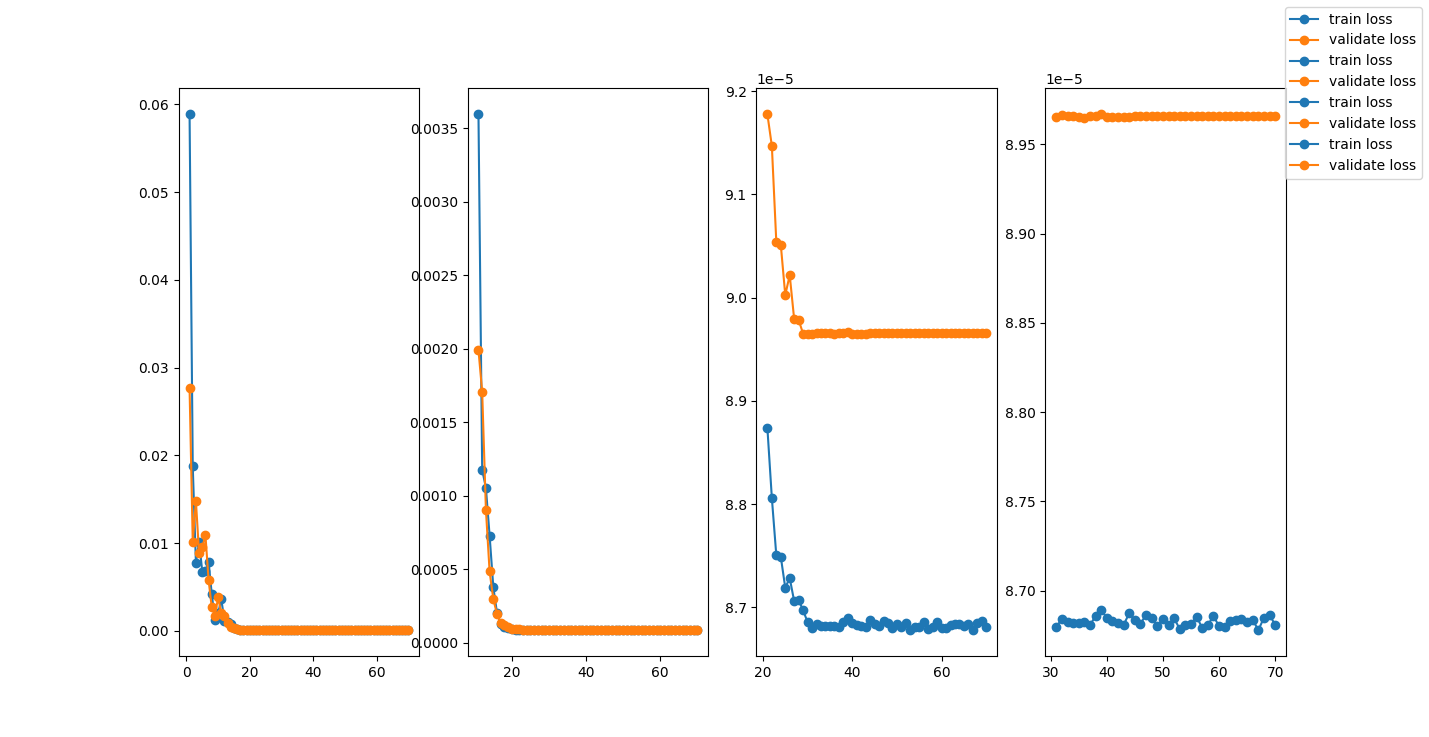 train loss
validate loss
train loss
validate loss
train loss
validate loss
train loss
validate loss
1e−5
1e−5
0.06
0.05
0.04
0.03
0.02
0.01
0.00
0 20 40 60
0.0035
0.0030
0.0025
0.0020
0.0015
0.0010
0.0005
0.0000
20 40 60
9.2
9.1
9.0
8.9
8.8
8.7
20 40 60
8.95
8.90
8.85
8.80
8.75
8.70
30 40 50 60 70